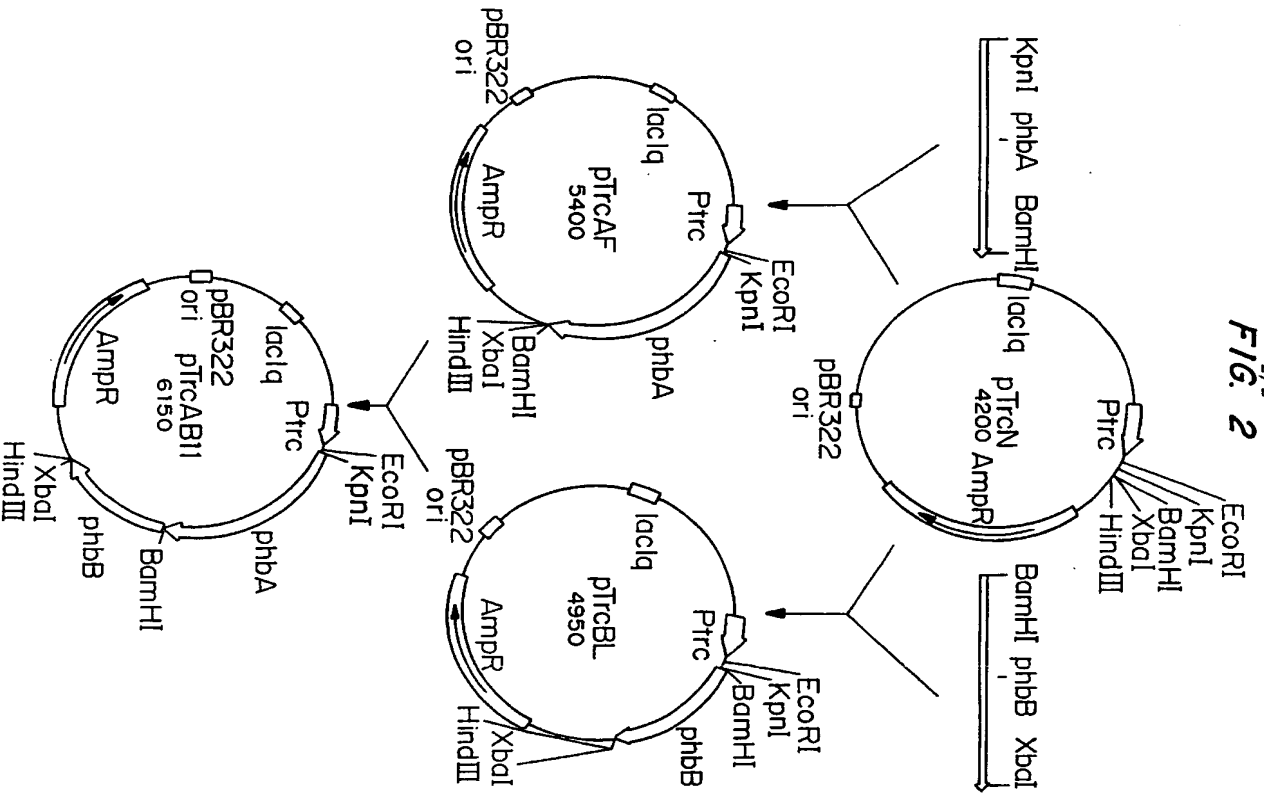 FIG. 2
KpnI phbA BamHI
BamHI phbB XbaI
lacIq
pTrcN
4200
Ptrc
EcoRI
KpnI
BamHI
XbaI
HindIII
AmpR
pBR322
ori
lacIq
pTrcAF
5400
Ptrc
EcoRI
KpnI
phbA
BamHI
XbaI
HindIII
AmpR
pBR322
ori
lacIq
pTrcBL
4950
Ptrc
EcoRI
KpnI
BamHI
phbB
XbaI
HindIII
AmpR
pBR322
ori
lacIq
pTrcAB11
6150
Ptrc
EcoRI
KpnI
phbA
BamHI
phbB
XbaI
HindIII
AmpR
pBR322
ori